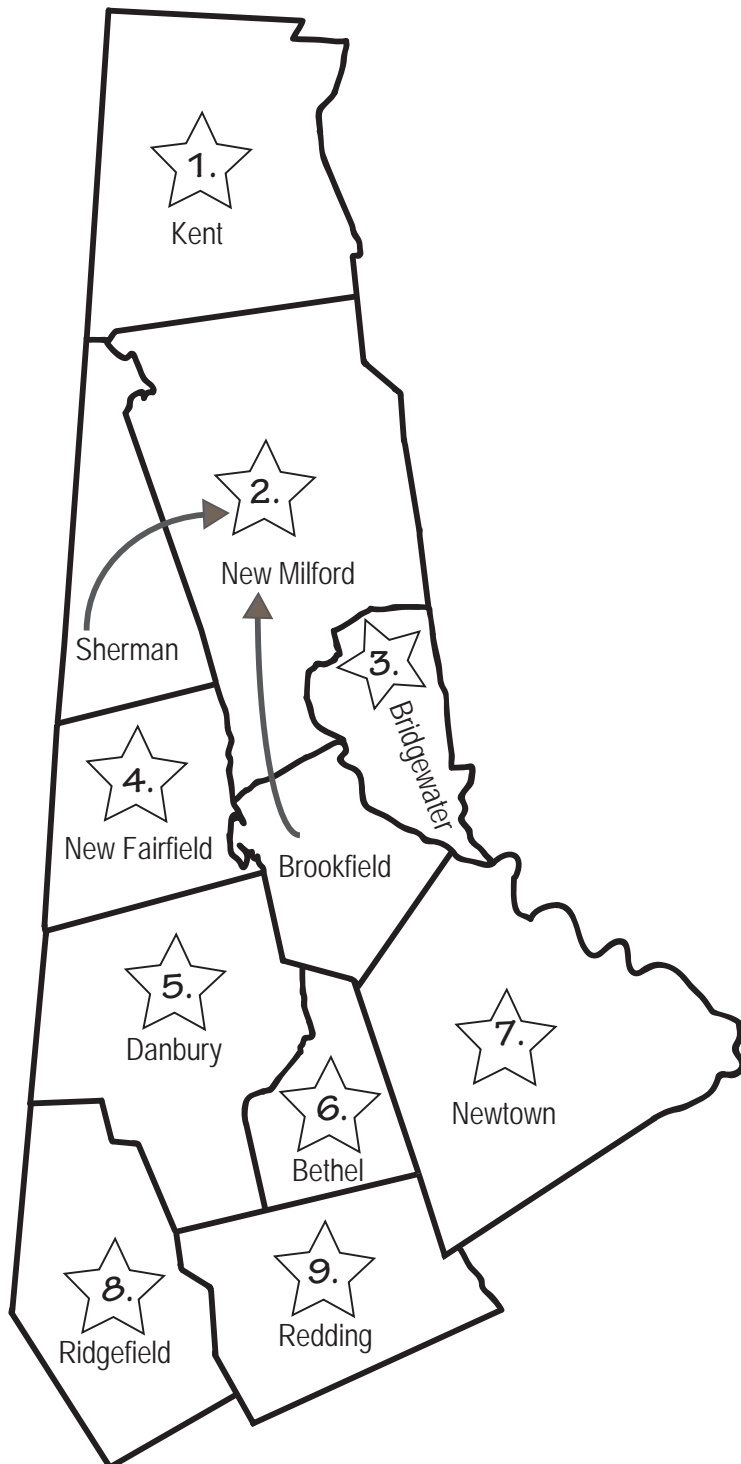 1.
Kent
2.
New Milford
Sherman
3.
Bridgewater
4.
New Fairfield
Brookfield
5.
Danbury
7.
Newtown
6.
Bethel
8.
Ridgefield
9.
Redding